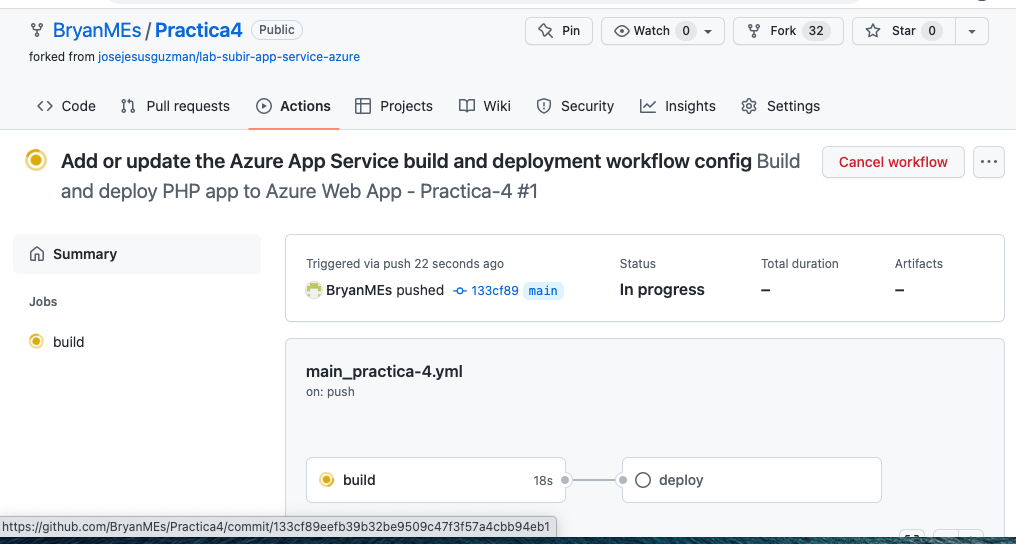 BryanMEs / Practica4 Public
Pin
Watch 0
Fork 32
Star 0
forked from josejesusguzman/lab-subir-app-service-azure
Code
Pull requests
Actions
Projects
Wiki
Security
Insights
Settings
Add or update the Azure App Service build and deployment workflow config Build
and deploy PHP app to Azure Web App - Practica-4 #1
Cancel workflow
Summary
Jobs
build
Triggered via push 22 seconds ago
BryanMEs pushed 133cf89 main
Status
In progress
Total duration
–
Artifacts
–
main_practica-4.yml
on: push
build 18s
deploy
https://github.com/BryanMEs/Practica4/commit/133cf89eefb39b32be9509c47f3f57a4cbb94eb1